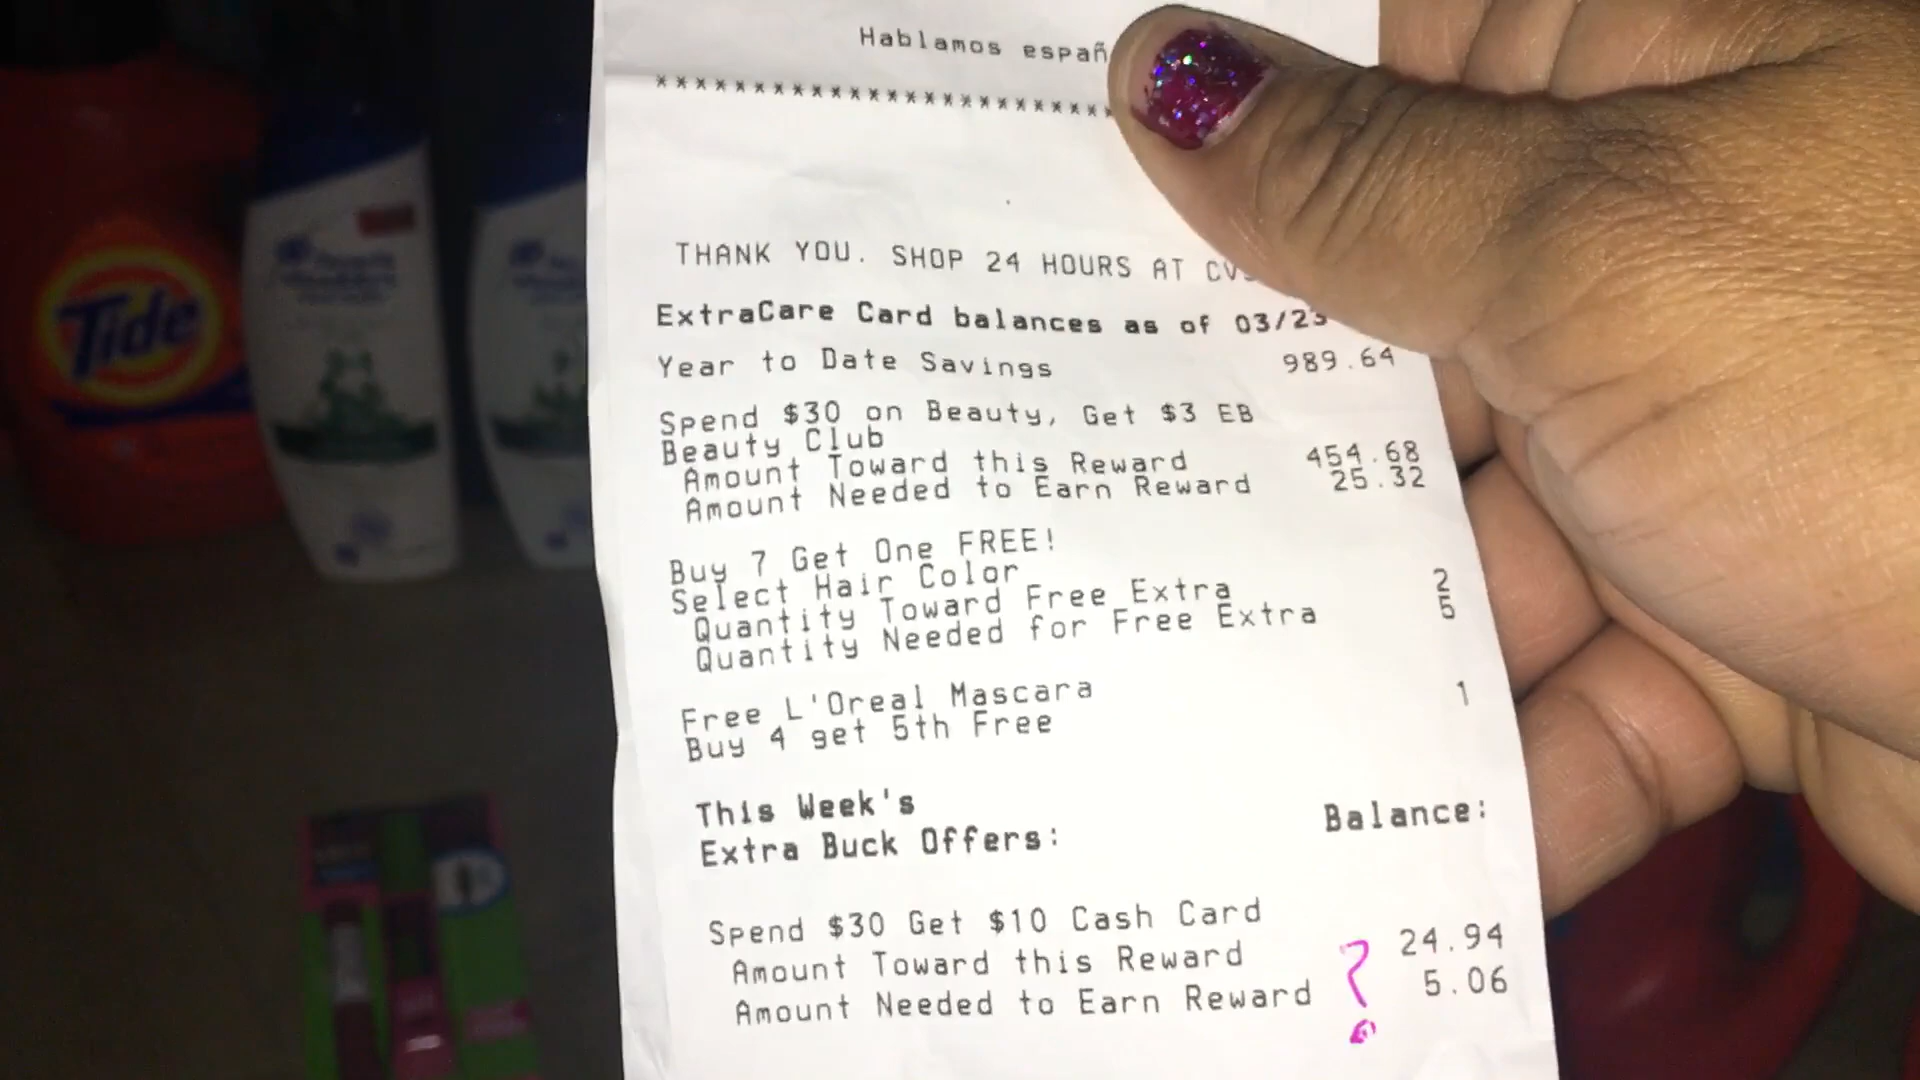 Hablamos españ
****************************
THANK YOU. SHOP 24 HOURS AT CVS
ExtraCare Card balances as of 03/23
Year to Date Savings 989.64
Spend $30 on Beauty, Get $3 EB
Beauty Club
Amount Toward this Reward 454.68
Amount Needed to Earn Reward 25.32
Buy 7 Get One FREE!
Select Hair Color
Quantity Toward Free Extra 2
Quantity Needed for Free Extra 5
Free L'Oreal Mascara 1
Buy 4 get 5th Free
This Week's
Extra Buck Offers: Balance:
Spend $30 Get $10 Cash Card
Amount Toward this Reward 24.94
Amount Needed to Earn Reward ? 5.06
Tide